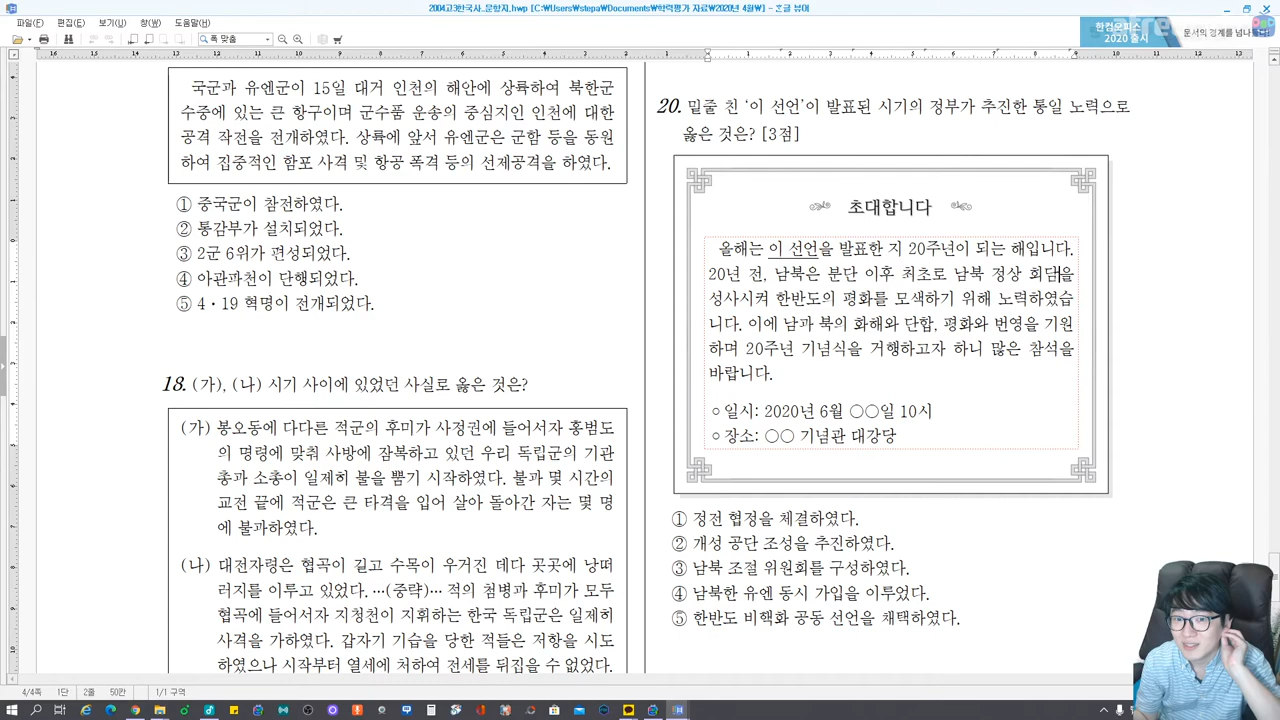 2004고3한국사..문항지.hwp [C:₩Users₩stepa₩Documents₩학력평가 자료₩2020년 4월₩] - 흔글 뷰어
파일(F) 편집(E) 보기(U) 창(W) 도움말(H)
쪽 맞춤
한컴오피스
2020 출시
문서의 경계를 넘나들다!
국군과 유엔군이 15일 대거 인천의 해안에 상륙하여 북한군
수중에 있는 큰 항구이며 군수품 운송의 중심지인 인천에 대한
공격 작전을 전개하였다. 상륙에 앞서 유엔군은 군함 등을 동원
하여 집중적인 함포 사격 및 항공 폭격 등의 선제공격을 하였다.
① 중국군이 참전하였다.
② 통감부가 설치되었다.
③ 2군 6위가 편성되었다.
④ 아관파천이 단행되었다.
⑤ 4·19 혁명이 전개되었다.
18. (가), (나) 시기 사이에 있었던 사실로 옳은 것은?
(가) 봉오동에 다다른 적군의 후미가 사정권에 들어서자 홍범도
의 명령에 맞춰 사방에 잠복하고 있던 우리 독립군의 기관
총과 소총이 일제히 불을 뿜기 시작하였다. 불과 몇 시간의
교전 끝에 적군은 큰 타격을 입어 살아 돌아간 자는 몇 명
에 불과하였다.
(나) 대전자령은 협곡이 길고 수목이 우거진 데다 곳곳에 낭떠
러지를 이루고 있었다. …(중략)… 적의 첨병과 후미가 모두
협곡에 들어서자 지청천이 지휘하는 한국 독립군은 일제히
사격을 가하였다. 갑자기 기습을 당한 적들은 저항을 시도
하였으나 시작부터 열세에 처하여 전세를 뒤집을 수 없었다.
20. 밑줄 친 ‘이 선언’이 발표된 시기의 정부가 추진한 통일 노력으로
옳은 것은? [3점]
초대합니다
올해는 이 선언을 발표한 지 20주년이 되는 해입니다.
20년 전, 남북은 분단 이후 최초로 남북 정상 회담을
성사시켜 한반도의 평화를 모색하기 위해 노력하였습
니다. 이에 남과 북의 화해와 단합, 평화와 번영을 기원
하며 20주년 기념식을 거행하고자 하니 많은 참석을
바랍니다.
○ 일시: 2020년 6월 ○○일 10시
○ 장소: ○○ 기념관 대강당
① 정전 협정을 체결하였다.
② 개성 공단 조성을 추진하였다.
③ 남북 조절 위원회를 구성하였다.
④ 남북한 유엔 동시 가입을 이루었다.
⑤ 한반도 비핵화 공동 선언을 채택하였다.
4/4쪽 1단 2줄 50칸 1/1 구역